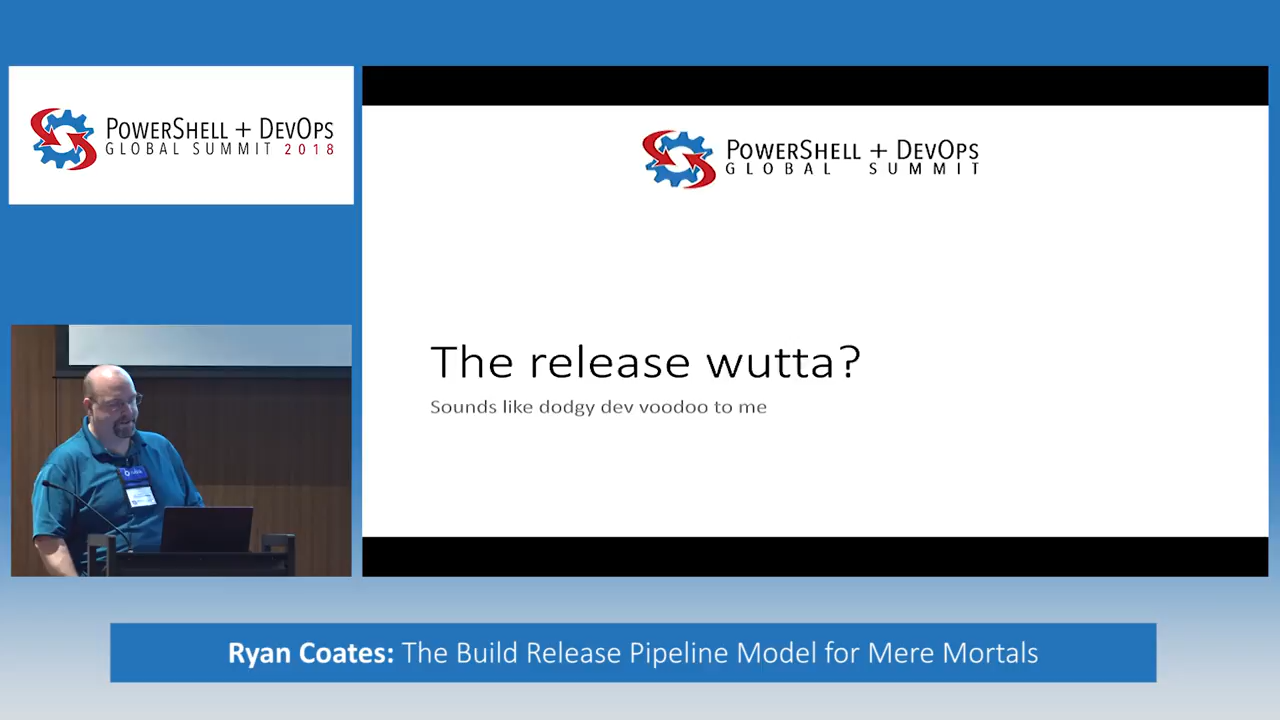 POWERSHELL + DEVOPS
GLOBAL SUMMIT 2018
POWERSHELL + DEVOPS
GLOBAL SUMMIT
The release wutta?
Sounds like dodgy dev voodoo to me
Ryan Coates: The Build Release Pipeline Model for Mere Mortals